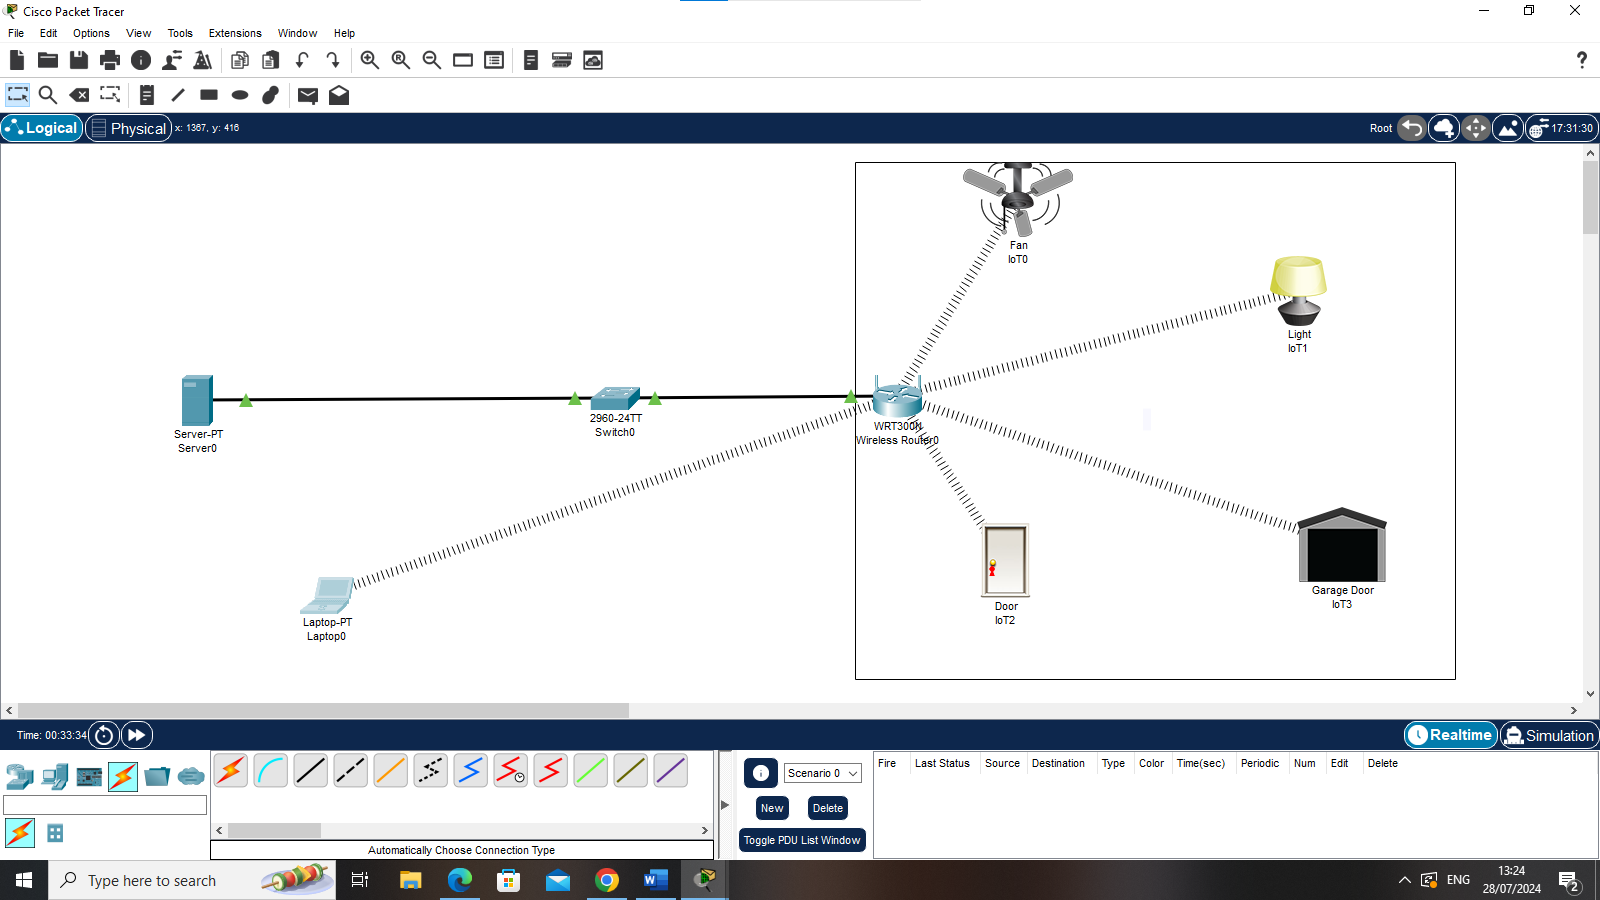 Cisco Packet Tracer
File Edit Options View Tools Extensions Window Help
Logical Physical x: 1367, y: 416 Root 17:31:30
Fan
IoT0
Light
IoT1
Server-PT
Server0
2960-24TT
Switch0
WRT300N
Wireless Router0
Laptop-PT
Laptop0
Door
IoT2
Garage Door
IoT3
Time: 00:33:34 Realtime Simulation
Scenario 0
New Delete
Toggle PDU List Window
Fire Last Status Source Destination Type Color Time(sec) Periodic Num Edit Delete
Automatically Choose Connection Type
Type here to search
ENG
13:24
28/07/2024
2